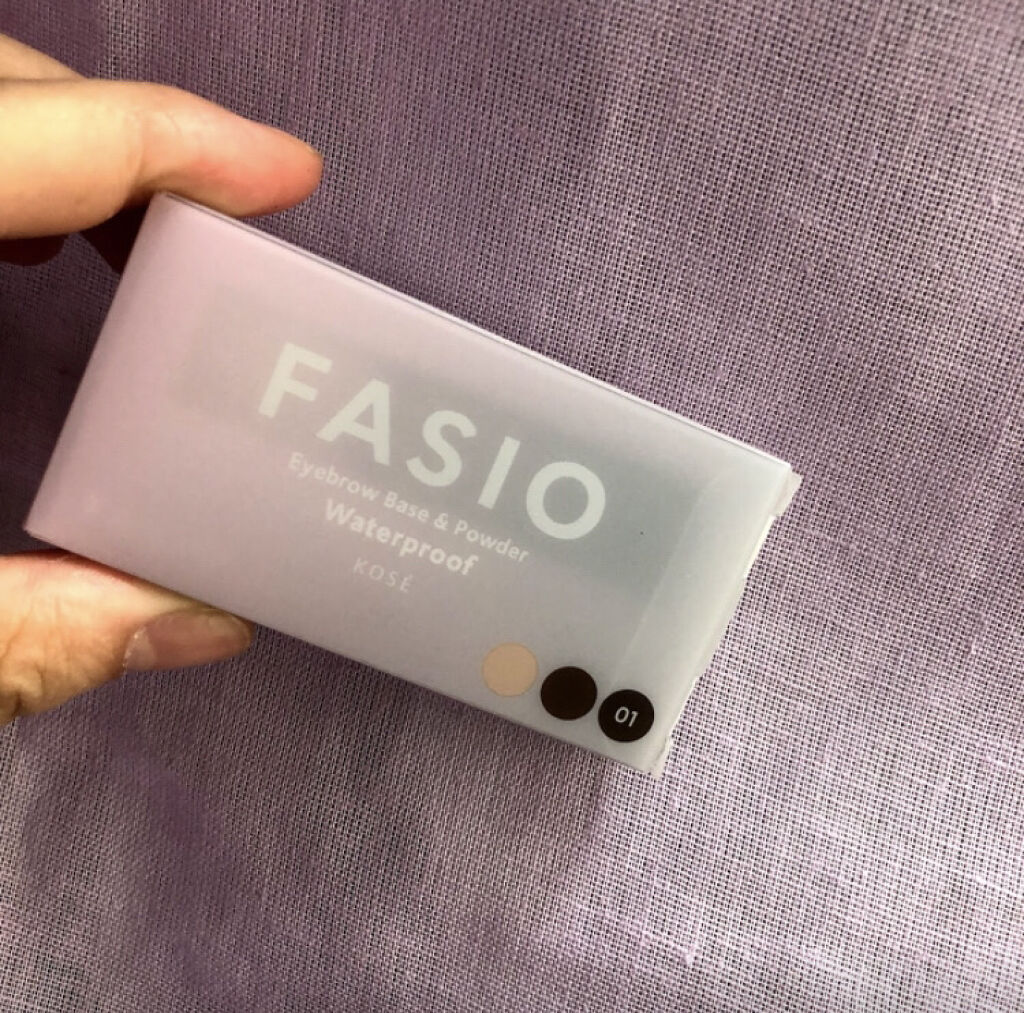 FASIO
Eyebrow Base & Powder
Waterproof
KOSÉ
01